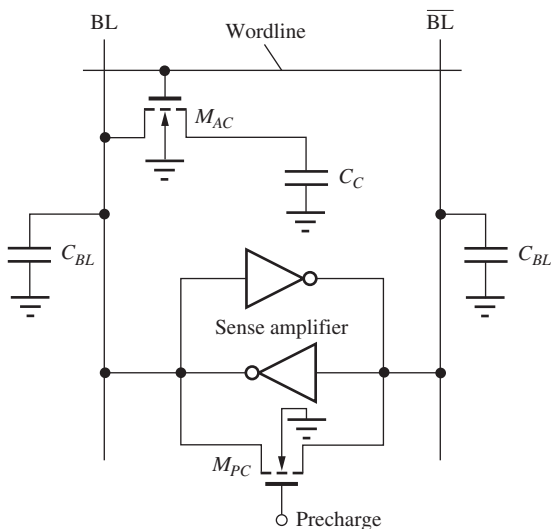 BL
Wordline
BL
M_AC
C_C
C_BL
C_BL
Sense amplifier
M_PC
Precharge